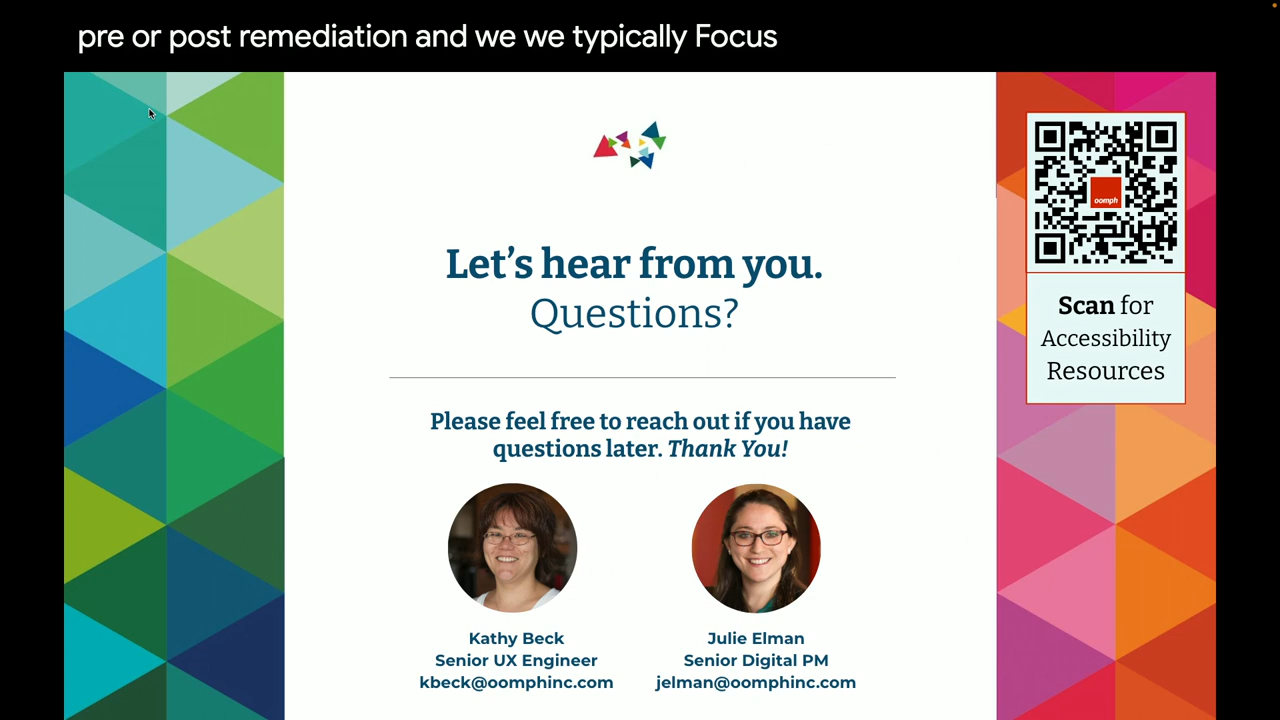 pre or post remediation and we we typically Focus
oomph
Scan for
Accessibility
Resources
Let’s hear from you.
Questions?
Please feel free to reach out if you have
questions later. Thank You!
Kathy Beck
Senior UX Engineer
kbeck@oomphinc.com
Julie Elman
Senior Digital PM
jelman@oomphinc.com